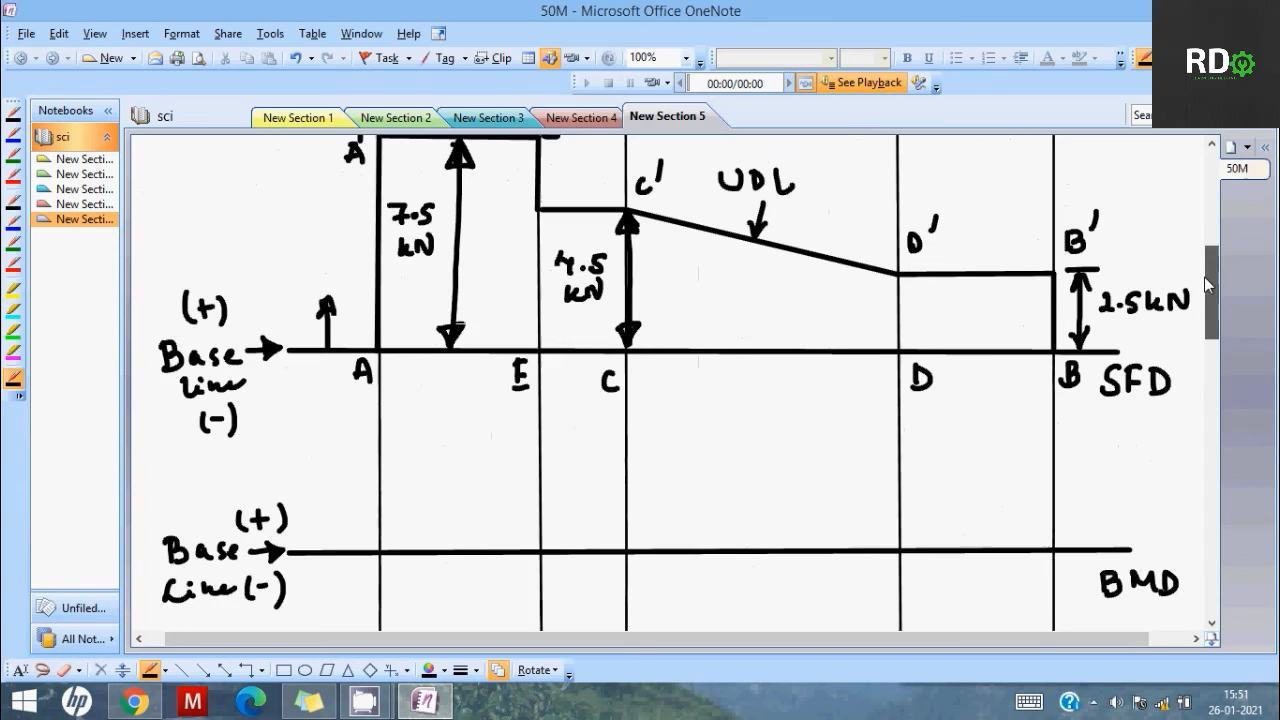 50M - Microsoft Office OneNote
File Edit View Insert Format Share Tools Table Window Help
New Task Tag Clip 100% B U
00:00/00:00 See Playback
RD
Notebooks
sci
New Secti...
New Secti...
New Secti...
New Secti...
New Secti...
sci New Section 1 New Section 2 New Section 3 New Section 4 New Section 5 Sear
50M
A'
7.5
kN
C'
UDL
4.5
kN
D'
B'
2.5kN
(+)
Base
Line
(-)
A E C D B SFD
(+)
Base
Line (-)
BMD
Unfiled...
All Not...
Rotate
15:51
26-01-2021